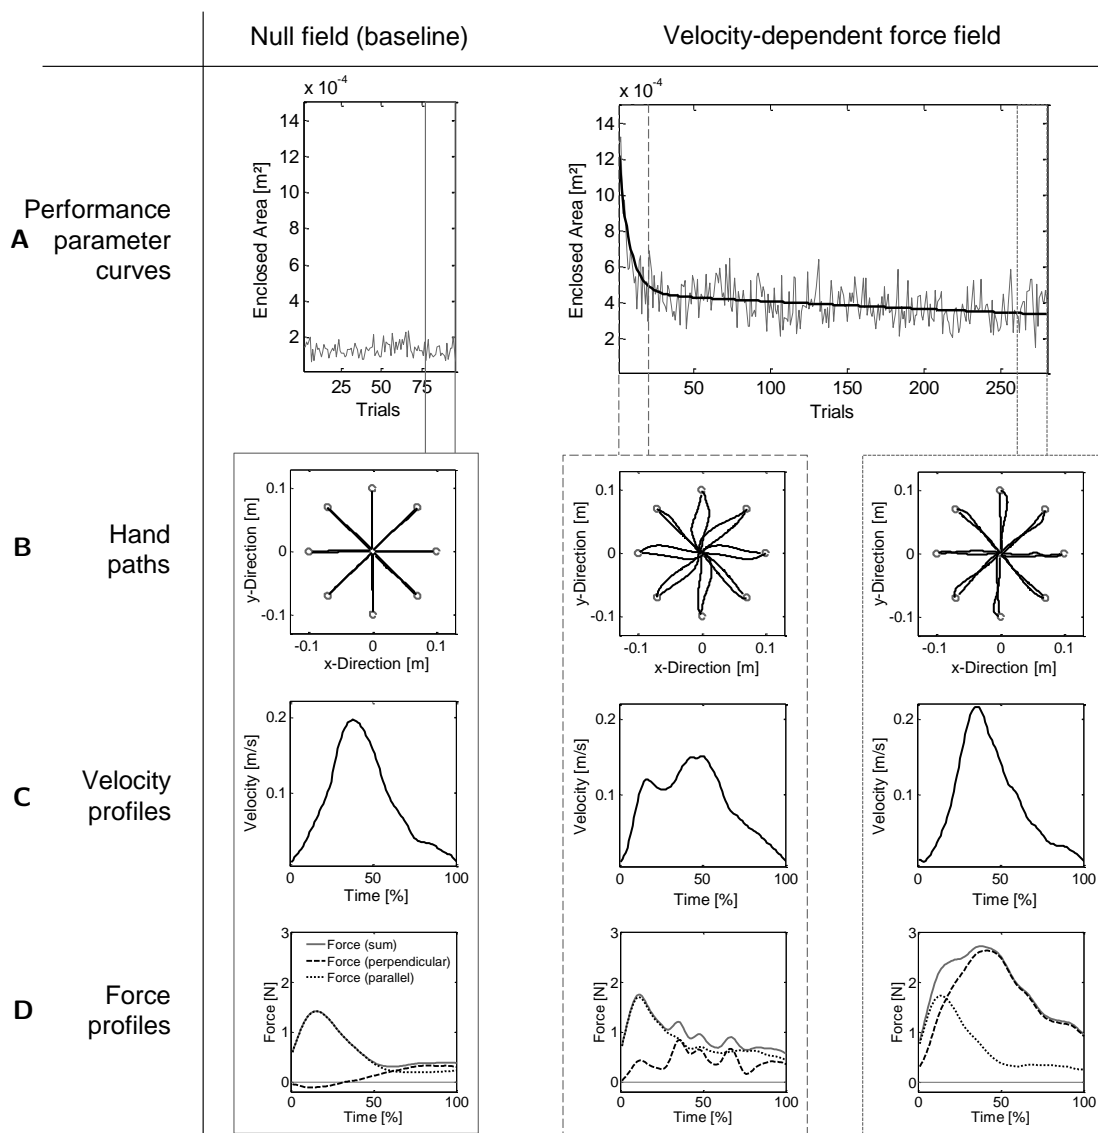 Null field (baseline)
Velocity-dependent force field
A
Performance
parameter
curves
x 10⁻⁴
14
12
10
8
6
4
2
Enclosed Area [m²]
25
50
75
Trials
x 10⁻⁴
14
12
10
8
6
4
2
Enclosed Area [m²]
50
100
150
200
250
Trials
B
Hand
paths
0.1
0
-0.1
y-Direction [m]
-0.1
0
0.1
x-Direction [m]
0.1
0
-0.1
y-Direction [m]
-0.1
0
0.1
x-Direction [m]
0.1
0
-0.1
y-Direction [m]
-0.1
0
0.1
x-Direction [m]
C
Velocity
profiles
0.2
0.1
Velocity [m/s]
0
50
100
Time [%]
0.2
0.1
Velocity [m/s]
0
50
100
Time [%]
0.2
0.1
Velocity [m/s]
0
50
100
Time [%]
D
Force
profiles
3
2
1
0
Force [N]
Force (sum)
Force (perpendicular)
Force (parallel)
0
50
100
Time [%]
3
2
1
0
Force [N]
0
50
100
Time [%]
3
2
1
0
Force [N]
0
50
100
Time [%]